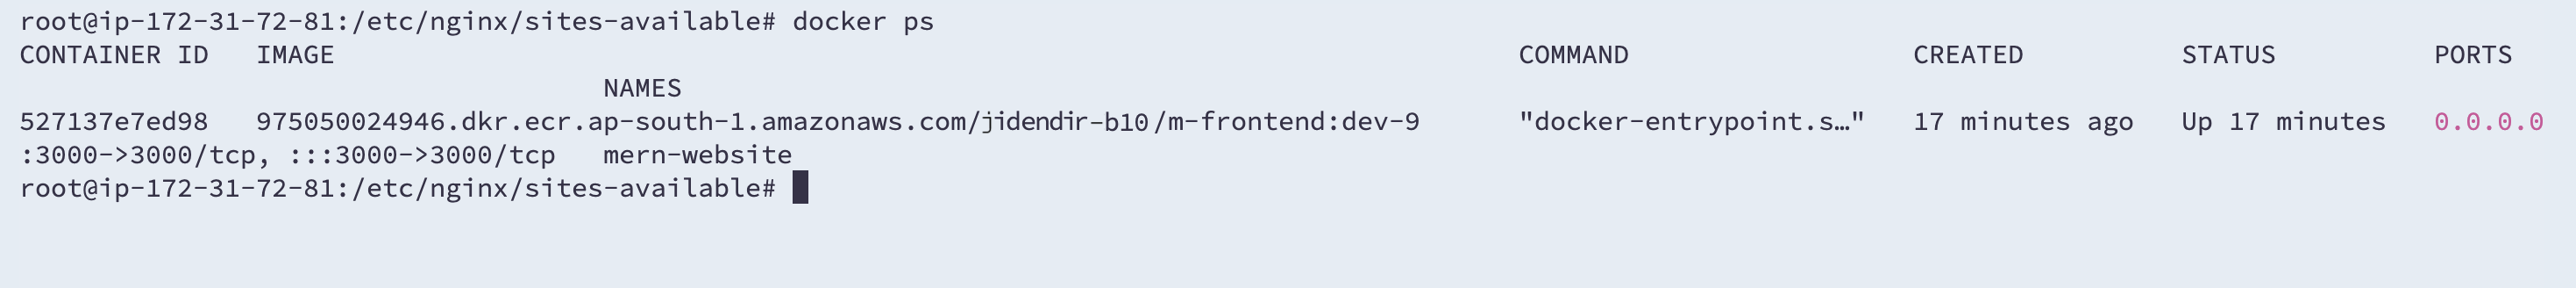 root@ip-172-31-72-81:/etc/nginx/sites-available# docker ps
CONTAINER ID   IMAGE   COMMAND   CREATED   STATUS   PORTS
NAMES
527137e7ed98   975050024946.dkr.ecr.ap-south-1.amazonaws.com/jidendir-b10/m-frontend:dev-9   "docker-entrypoint.s…"   17 minutes ago   Up 17 minutes   0.0.0.0
:3000->3000/tcp, :::3000->3000/tcp   mern-website
root@ip-172-31-72-81:/etc/nginx/sites-available#